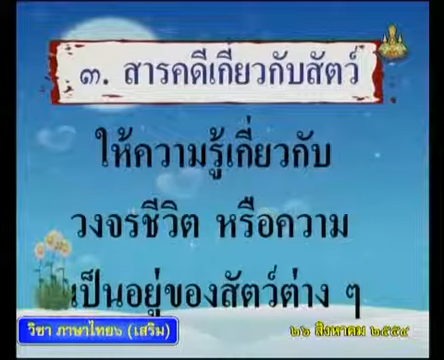 ๓. สารคดีเกี่ยวกับสัตว์
ให้ความรู้เกี่ยวกับ
วงจรชีวิต หรือความ
เป็นอยู่ของสัตว์ต่าง ๆ
วิชา ภาษาไทย๖ (เสริม)
๒๖ สิงหาคม ๒๕๕๔